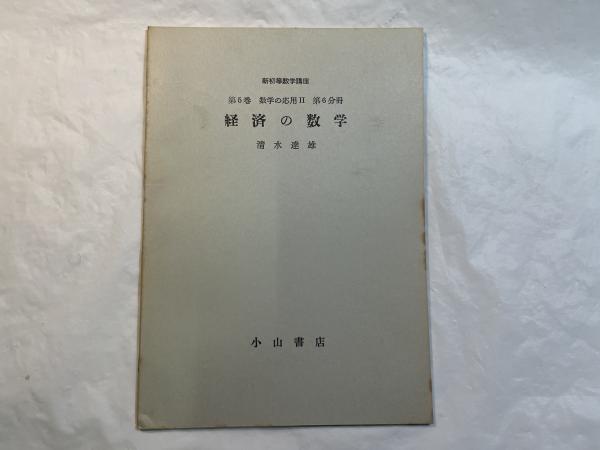 新初等数学講座
第5巻 数学の応用II 第6分冊
経済の数学
清水達雄
小山書店